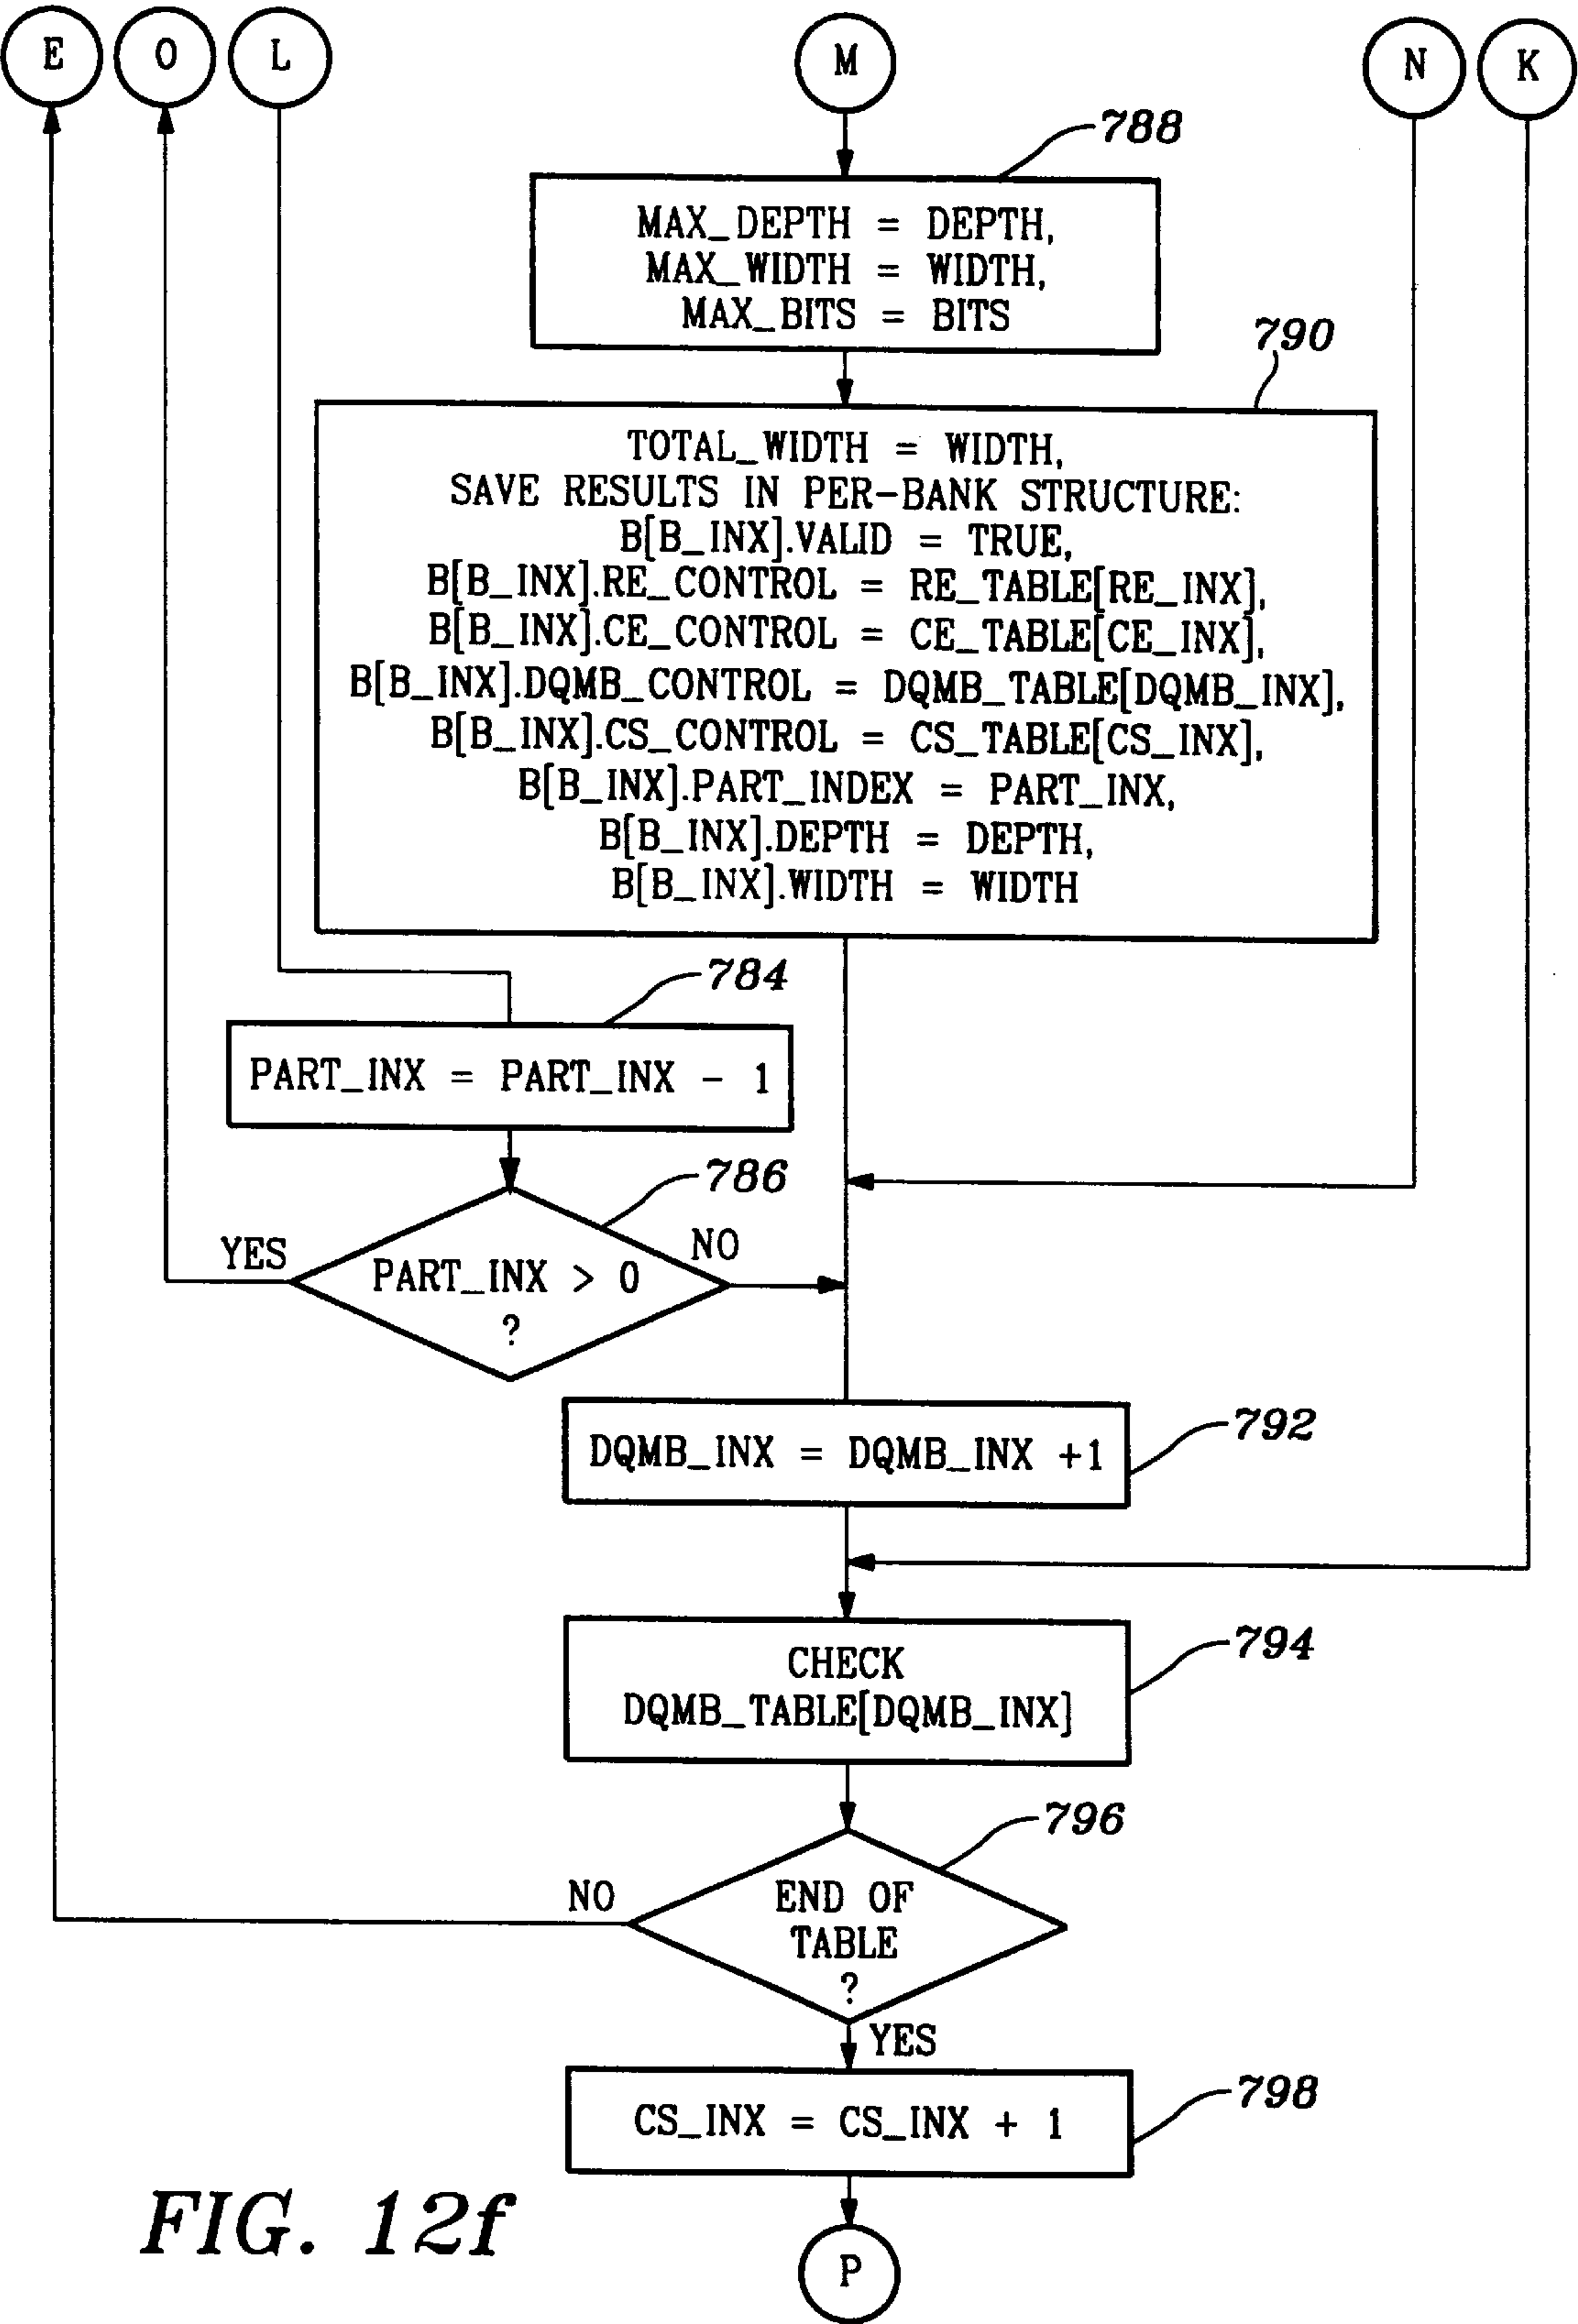 E
O
L
M
N
K
788
MAX_DEPTH = DEPTH,
MAX_WIDTH = WIDTH,
MAX_BITS = BITS
790
TOTAL_WIDTH = WIDTH,
SAVE RESULTS IN PER-BANK STRUCTURE:
B[B_INX].VALID = TRUE,
B[B_INX].RE_CONTROL = RE_TABLE[RE_INX],
B[B_INX].CE_CONTROL = CE_TABLE[CE_INX],
B[B_INX].DQMB_CONTROL = DQMB_TABLE[DQMB_INX],
B[B_INX].CS_CONTROL = CS_TABLE[CS_INX],
B[B_INX].PART_INDEX = PART_INX,
B[B_INX].DEPTH = DEPTH,
B[B_INX].WIDTH = WIDTH
784
PART_INX = PART_INX - 1
786
YES
PART_INX > 0
?
NO
792
DQMB_INX = DQMB_INX +1
794
CHECK
DQMB_TABLE[DQMB_INX]
796
NO
END OF
TABLE
?
YES
798
CS_INX = CS_INX + 1
P
FIG. 12f